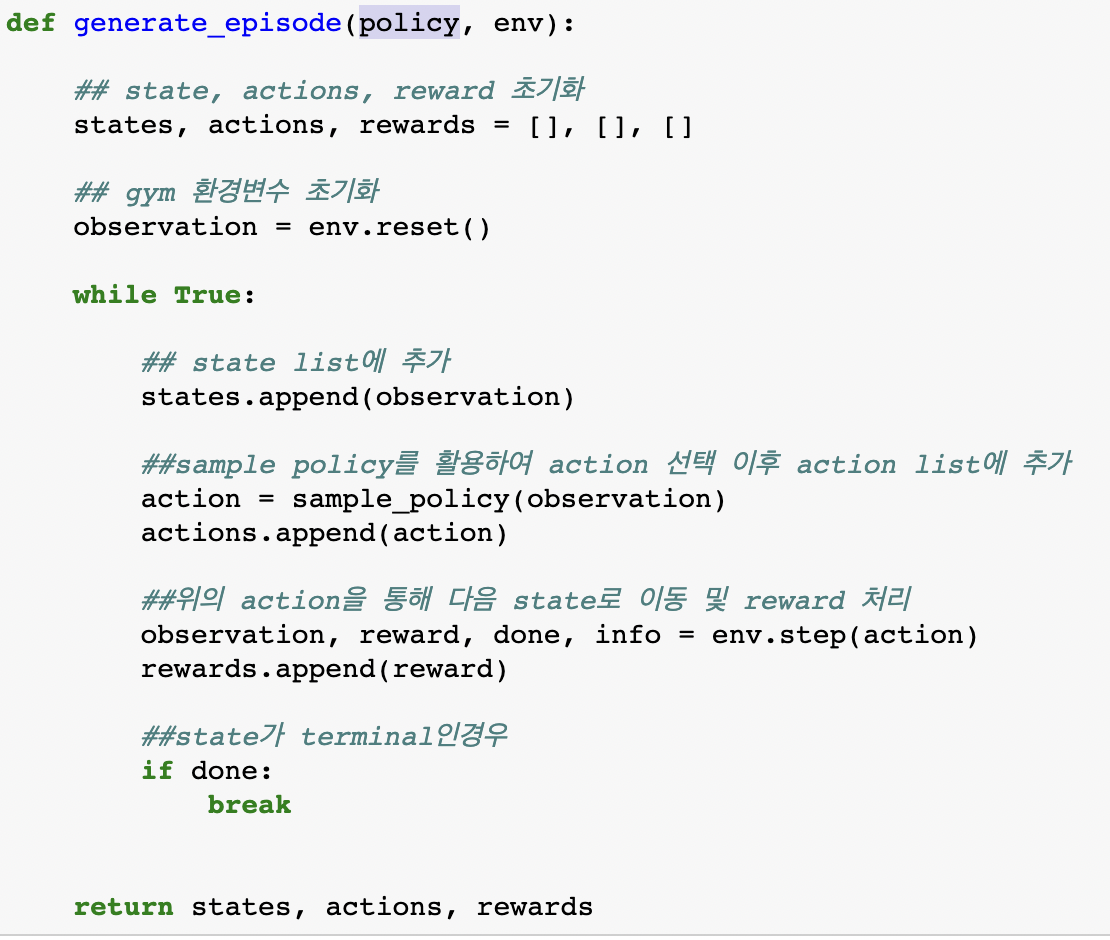 def generate_episode(policy, env):
## state, actions, reward 초기화
states, actions, rewards = [], [], []
## gym 환경변수 초기화
observation = env.reset()
while True:
## state list에 추가
states.append(observation)
##sample policy를 활용하여 action 선택 이후 action list에 추가
action = sample_policy(observation)
actions.append(action)
##위의 action을 통해 다음 state로 이동 및 reward 처리
observation, reward, done, info = env.step(action)
rewards.append(reward)
##state가 terminal인경우
if done:
break
return states, actions, rewards